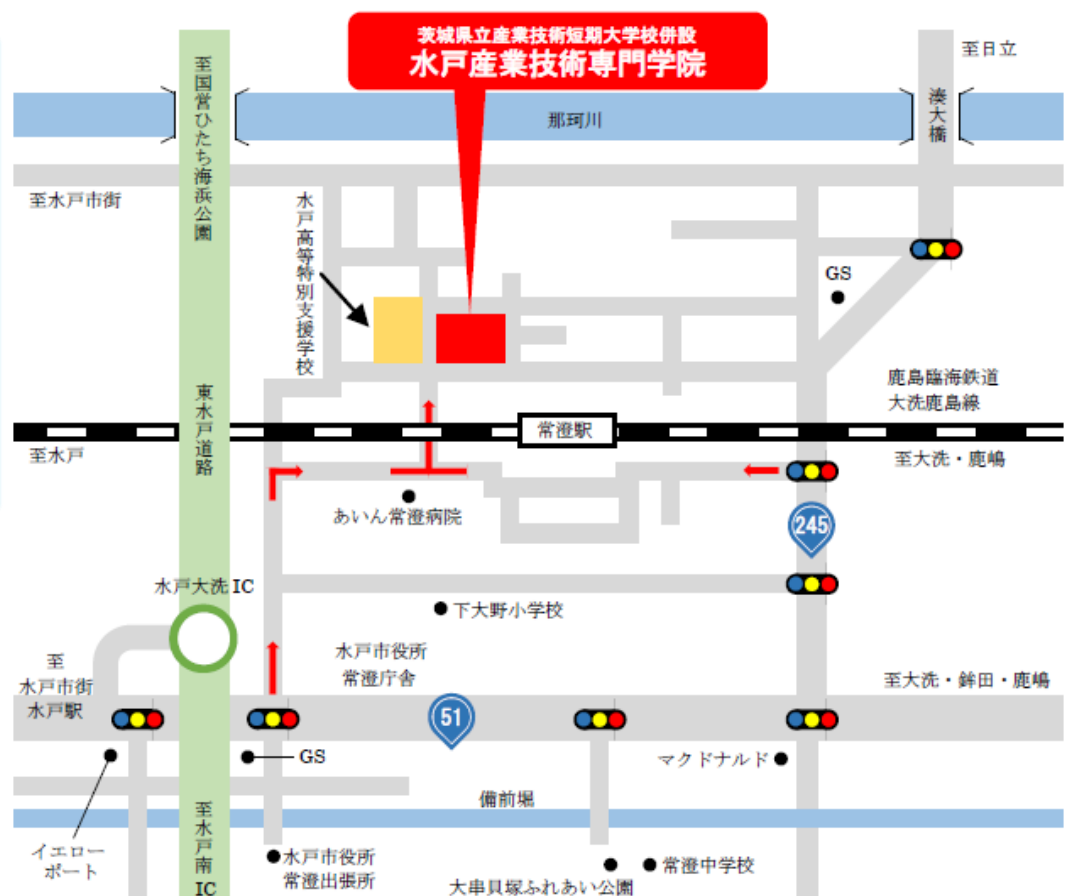 茨城県立産業技術短期大学校併設
水戸産業技術専門学院
至日立
至国営ひたち海浜公園
湊大橋
那珂川
至水戸市街
水戸高等特別支援学校
GS
東水戸道路
鹿島臨海鉄道
大洗鹿島線
常澄駅
至水戸
至大洗・鹿嶋
あいん常澄病院
245
水戸大洗IC
下大野小学校
水戸市役所
常澄庁舎
至
水戸市街
水戸駅
至大洗・鉾田・鹿嶋
51
GS
マクドナルド
備前堀
至水戸南IC
イエロー
ポート
水戸市役所
常澄出張所
常澄中学校
大串貝塚ふれあい公園